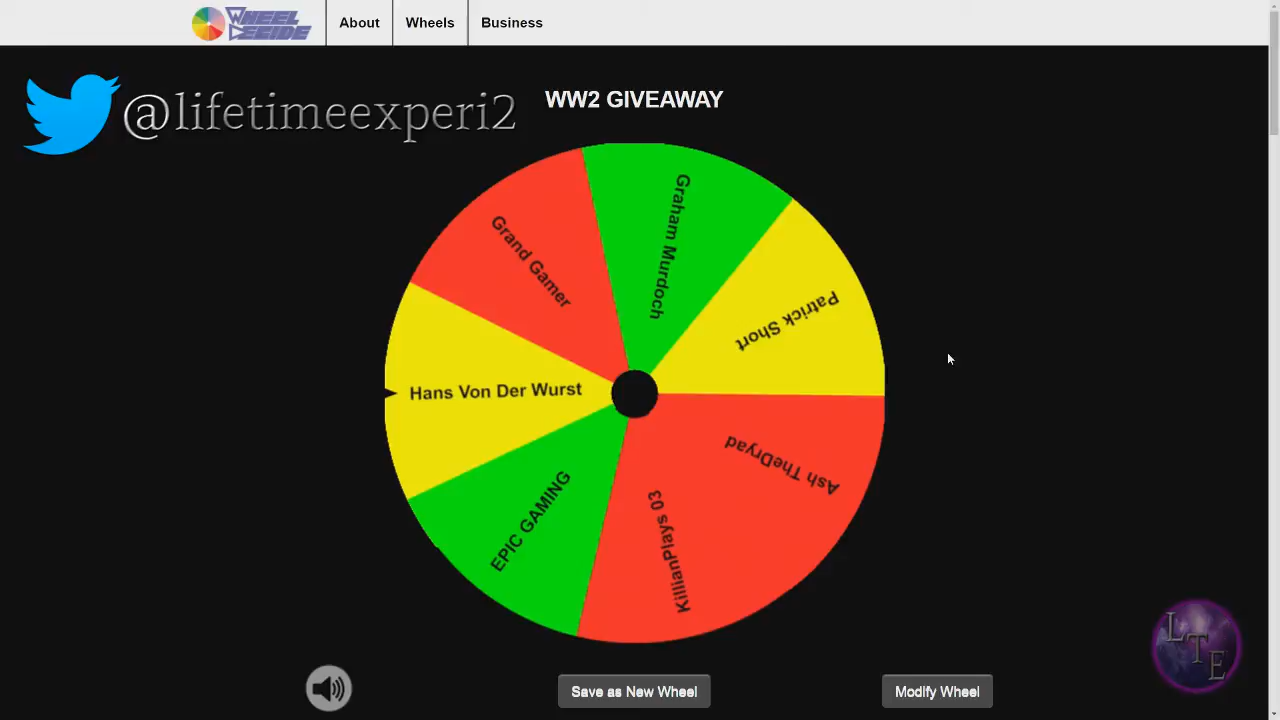 WHEEL DECIDE
About
Wheels
Business
@lifetimeexperi2
WW2 GIVEAWAY
Graham Murdoch
Grand Gamer
Patrick Short
Hans Von Der Wurst
Ash TheDryad
EPIC GAMING
KillianPlays 03
Save as New Wheel
Modify Wheel
LTE